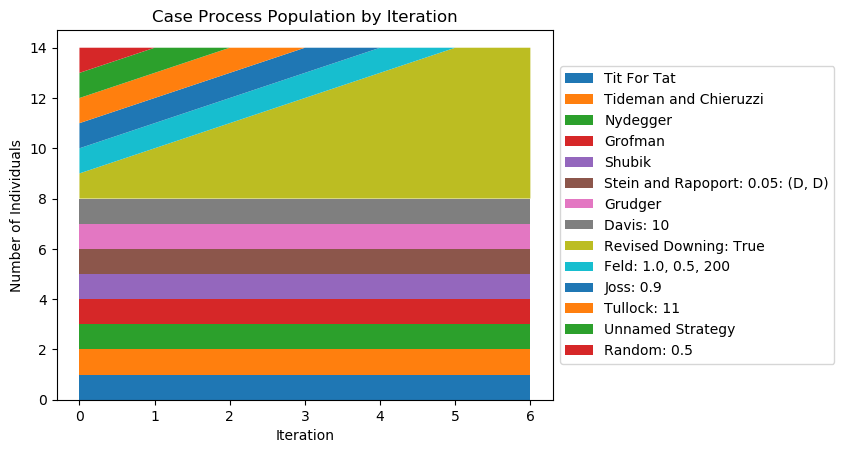 Case Process Population by Iteration
14
12
10
8
6
4
2
0
Number of Individuals
0 1 2 3 4 5 6
Iteration
Tit For Tat
Tideman and Chieruzzi
Nydegger
Grofman
Shubik
Stein and Rapoport: 0.05: (D, D)
Grudger
Davis: 10
Revised Downing: True
Feld: 1.0, 0.5, 200
Joss: 0.9
Tullock: 11
Unnamed Strategy
Random: 0.5